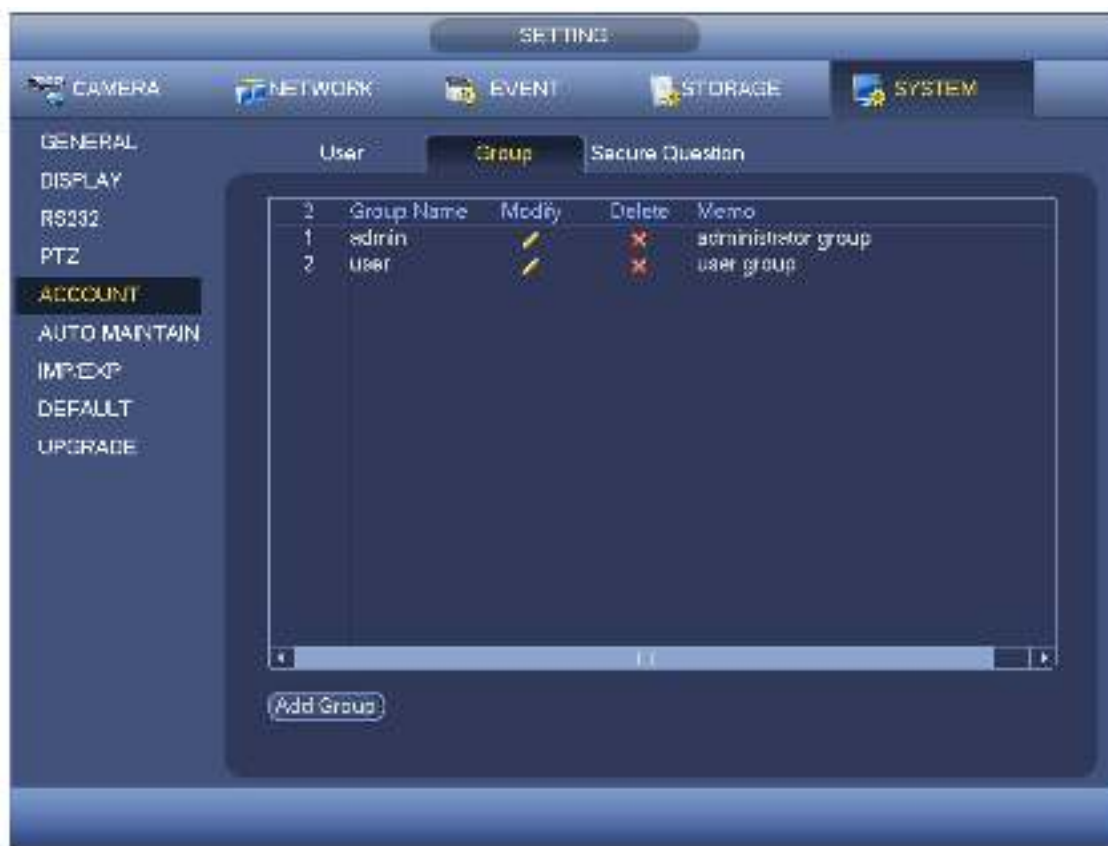 SETTING
CAMERA NETWORK EVENT STORAGE SYSTEM
GENERAL
DISPLAY
RS232
PTZ
ACCOUNT
AUTO MAINTAIN
IMP/EXP
DEFAULT
UPGRADE
User Group Secure Question
2 Group Name Modify Delete Memo
1 admin administrator group
2 user user group
Add Group